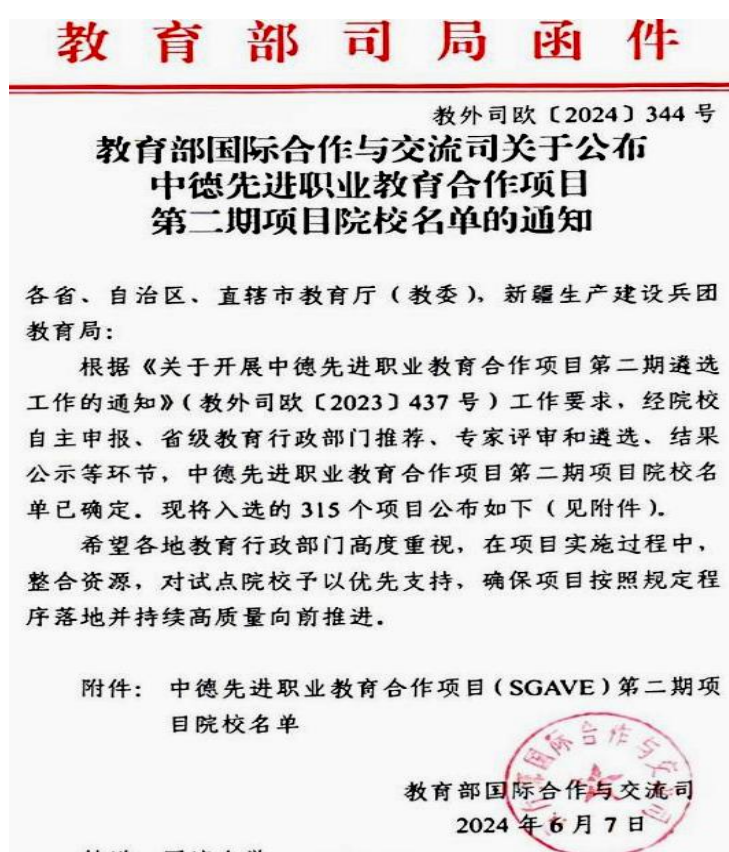 教育部司局函件
教外司欧〔2024〕344 号
教育部国际合作与交流司关于公布
中德先进职业教育合作项目
第二期项目院校名单的通知
各省、自治区、直辖市教育厅（教委），新疆生产建设兵团
教育局：
根据《关于开展中德先进职业教育合作项目第二期遴选
工作的通知》（教外司欧〔2023〕437 号）工作要求，经院校
自主申报、省级教育行政部门推荐、专家评审和遴选、结果
公示等环节，中德先进职业教育合作项目第二期项目院校名
单已确定。现将入选的 315 个项目公布如下（见附件）。
希望各地教育行政部门高度重视，在项目实施过程中，
整合资源，对试点院校予以优先支持，确保项目按照规定程
序落地并持续高质量向前推进。
附件： 中德先进职业教育合作项目（SGAVE）第二期项
目院校名单
教育部国际合作与交流司
2024 年 6 月 7 日